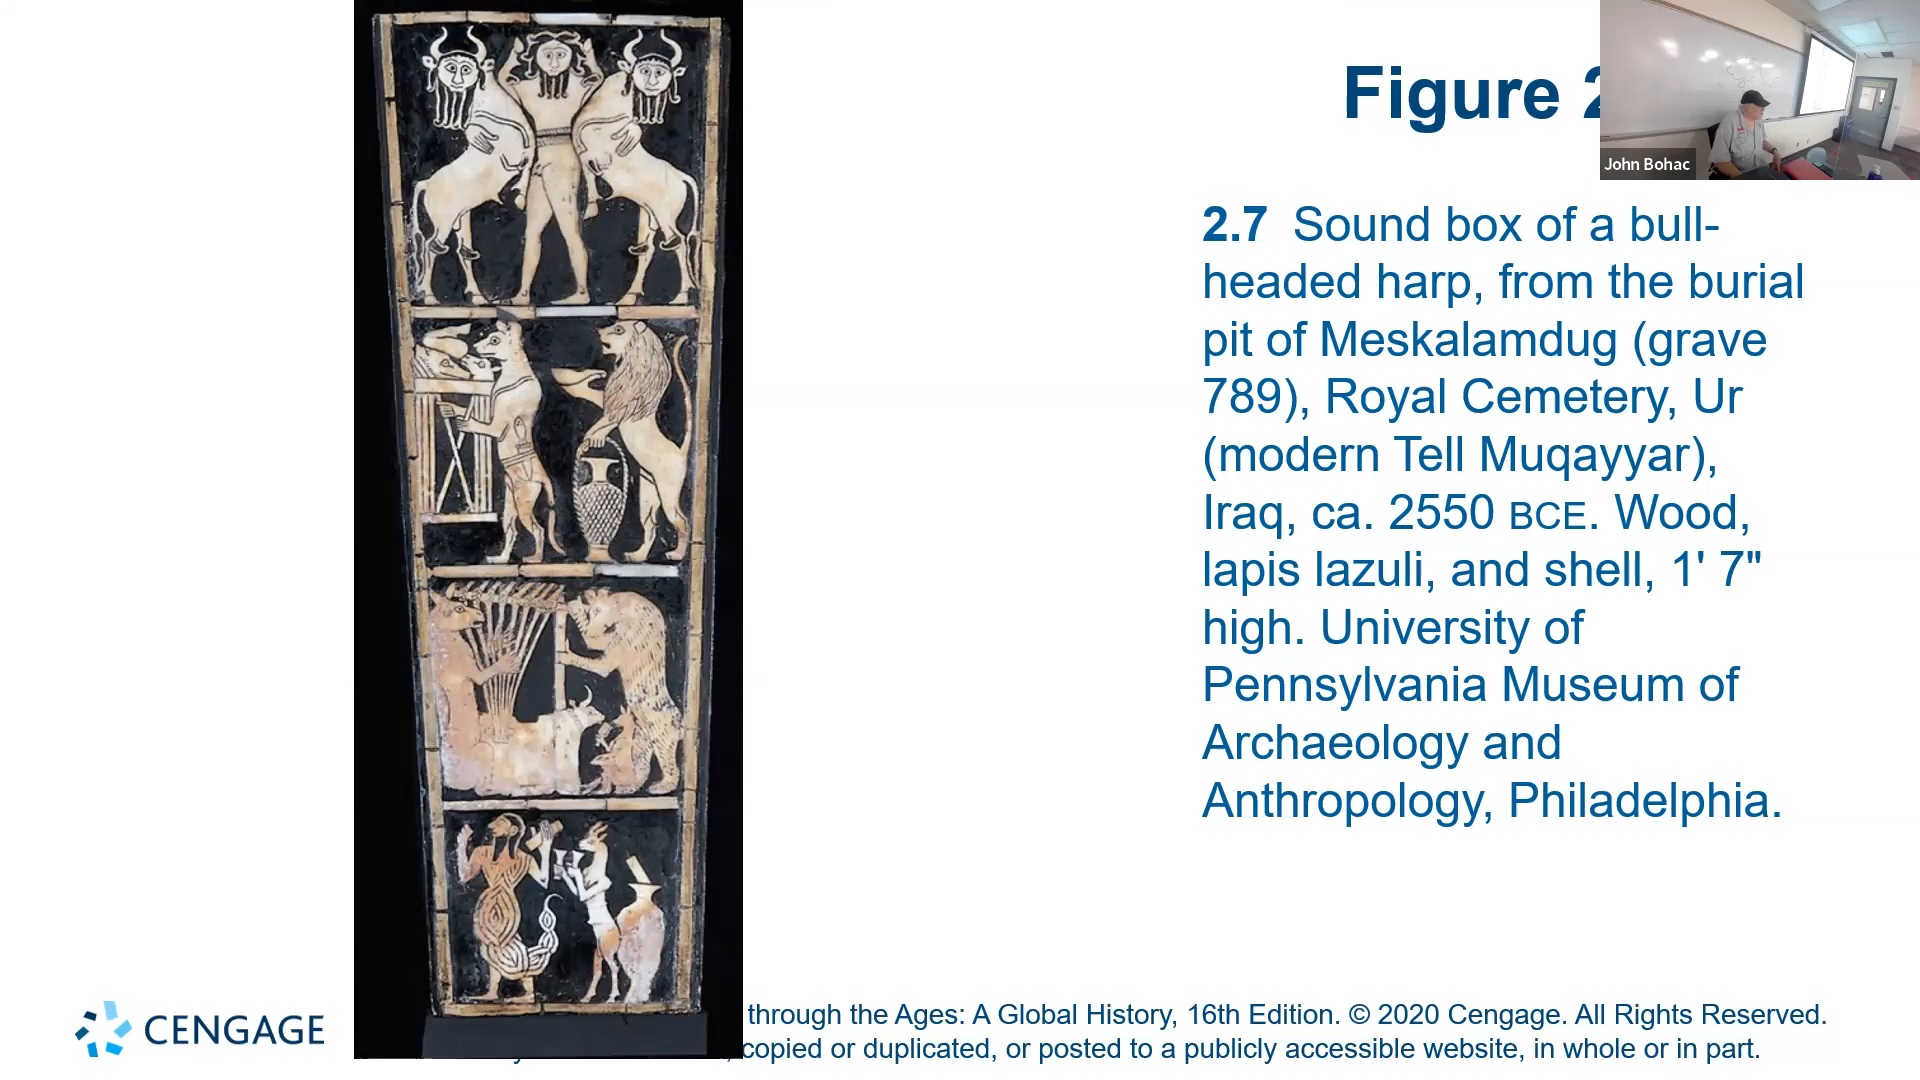 Figure
John Bohac
2.7 Sound box of a bull-
headed harp, from the burial
pit of Meskalamdug (grave
789), Royal Cemetery, Ur
(modern Tell Muqayyar),
Iraq, ca. 2550 BCE. Wood,
lapis lazuli, and shell, 1' 7"
high. University of
Pennsylvania Museum of
Archaeology and
Anthropology, Philadelphia.
CENGAGE
through the Ages: A Global History, 16th Edition. © 2020 Cengage. All Rights Reserved.
copied or duplicated, or posted to a publicly accessible website, in whole or in part.